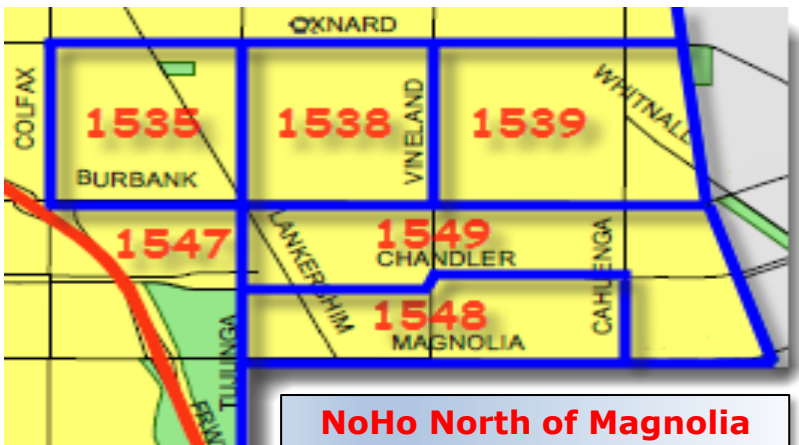 OXNARD
COLFAX
WHITNALL
1535
1538
VINELAND
1539
BURBANK
1547
LANKERSHIM
1549
CHANDLER
CAHUENGA
1548
MAGNOLIA
TUJUNGA
FRWY
NoHo North of Magnolia